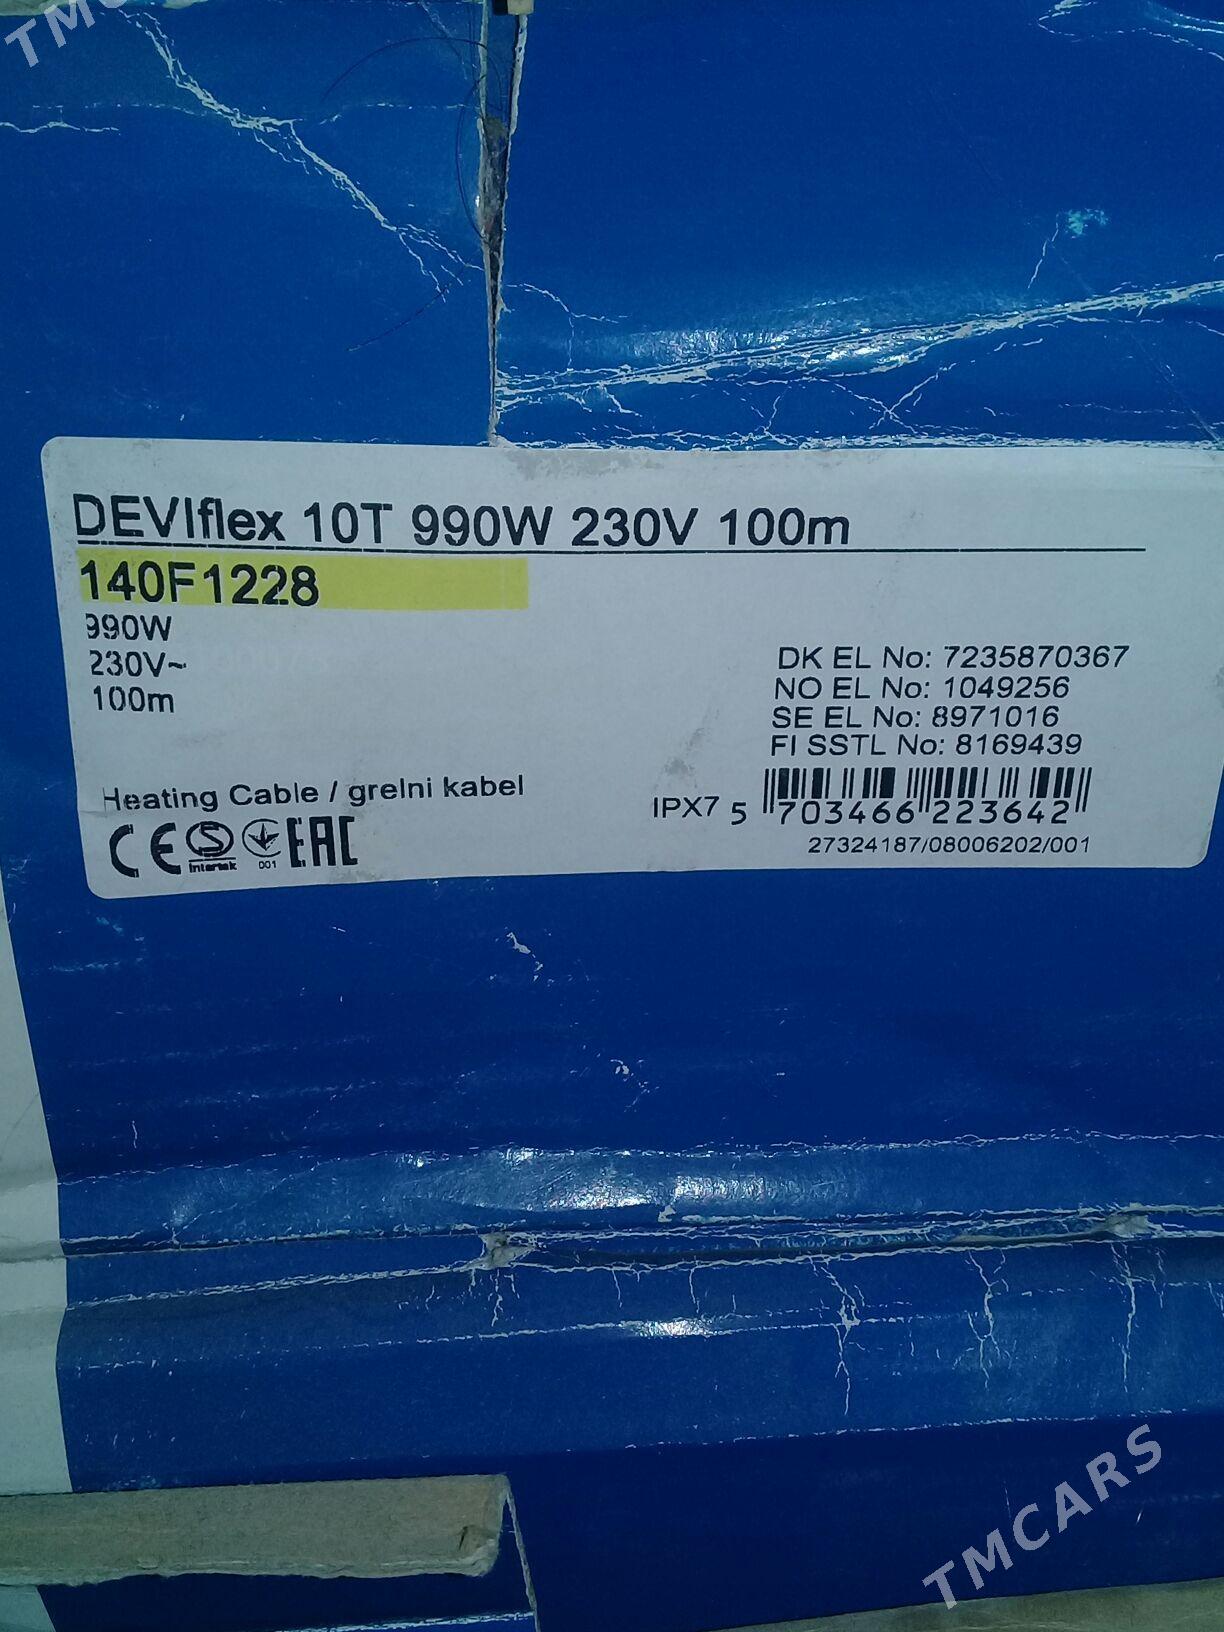 DEVIflex 10T 990W 230V 100m
140F1228
990W
230V~
100m
DK EL No: 7235870367
NO EL No: 1049256
SE EL No: 8971016
FI SSTL No: 8169439
Heating Cable / grelni kabel
IPX7 5 703466 223642
CE S Intertek 001 EAC
27324187/08006202/001
TMCARS